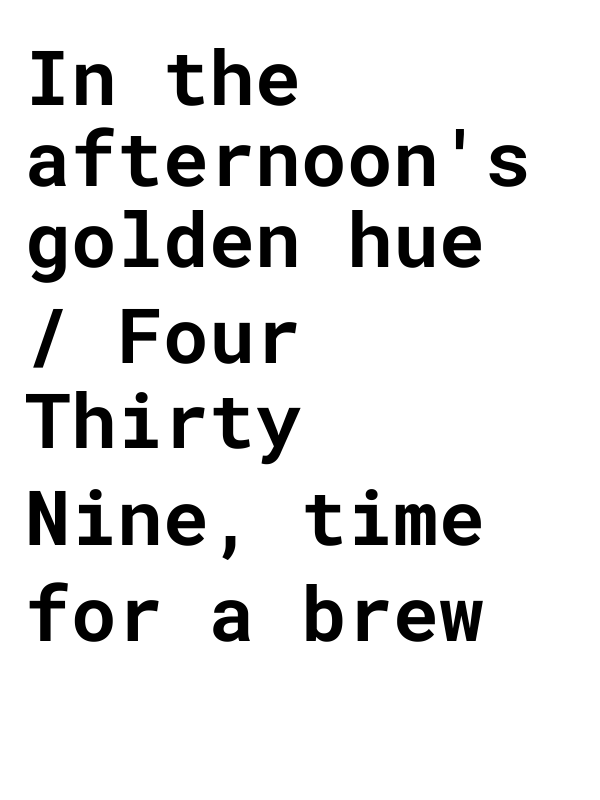 In the
afternoon's
golden hue
/ Four
Thirty
Nine, time
for a brew